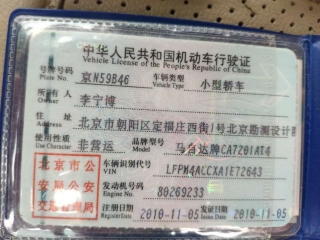 中华人民共和国机动车行驶证
Vehicle License of the People's Republic of China
号牌号码 京N59B46 车辆类型 小型轿车
Plate No. Vehicle Type
所有人 李宁博
Owner
住址 北京市朝阳区定福庄西街1号北京勘测设计
Address
使用性质 非营运 品牌型号 马自达牌CA7201AT4
Use Character Model
北京市公 车辆识别代号 LFPM4ACCXA1E72643
VIN
安局公安 发动机号码 80269233
Engine No.
交通管理局 注册日期 2010-11-05 发证日期 2010-11-05
Register Date Issue Date